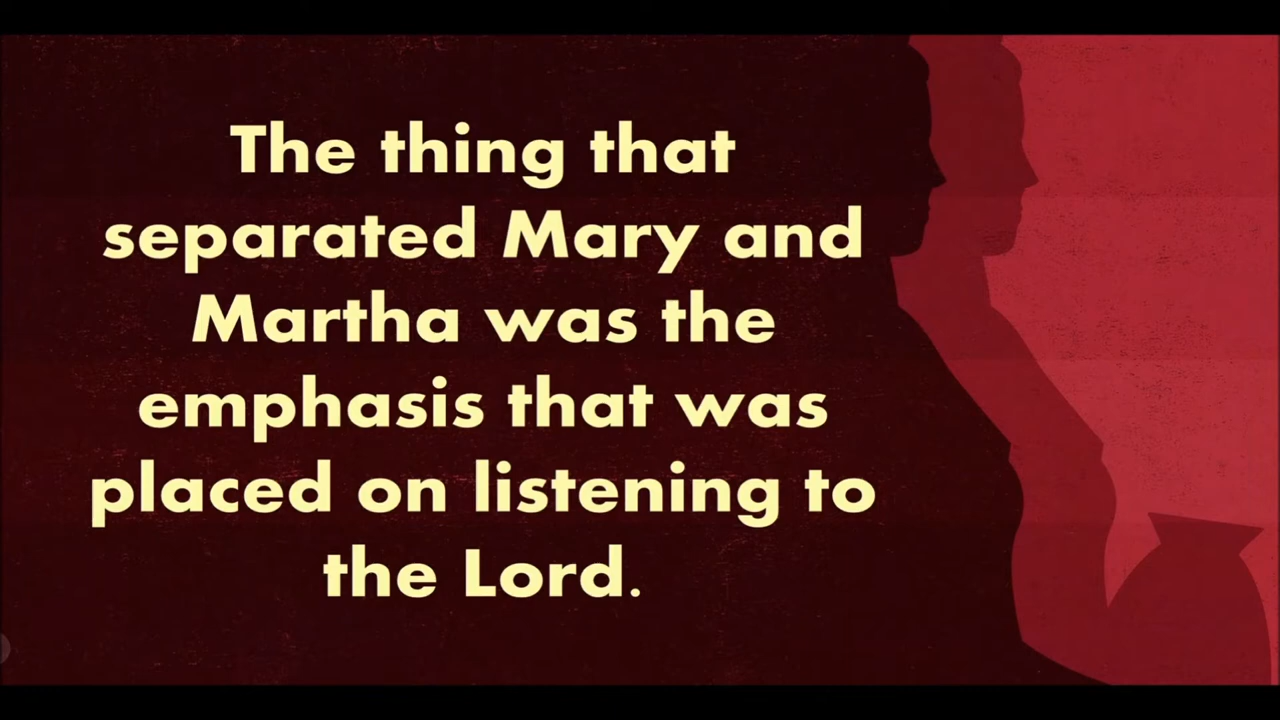 The thing that
separated Mary and
Martha was the
emphasis that was
placed on listening to
the Lord.